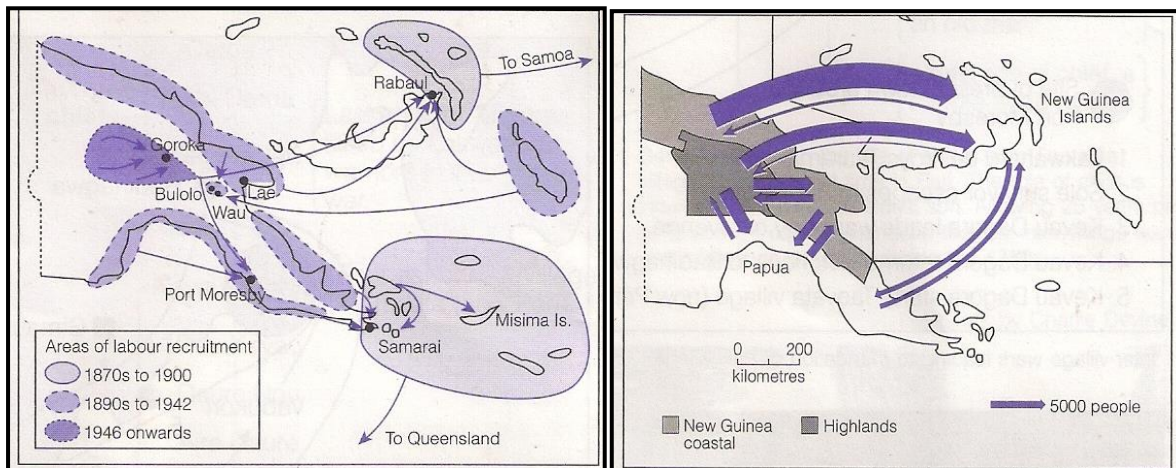 To Samoa
Rabaul
Goroka
Bulolo
Lae
Wau
Port Moresby
Misima Is.
Samarai
Areas of labour recruitment
1870s to 1900
1890s to 1942
1946 onwards
To Queensland
New Guinea
Islands
Papua
0 200
kilometres
5000 people
New Guinea
coastal
Highlands